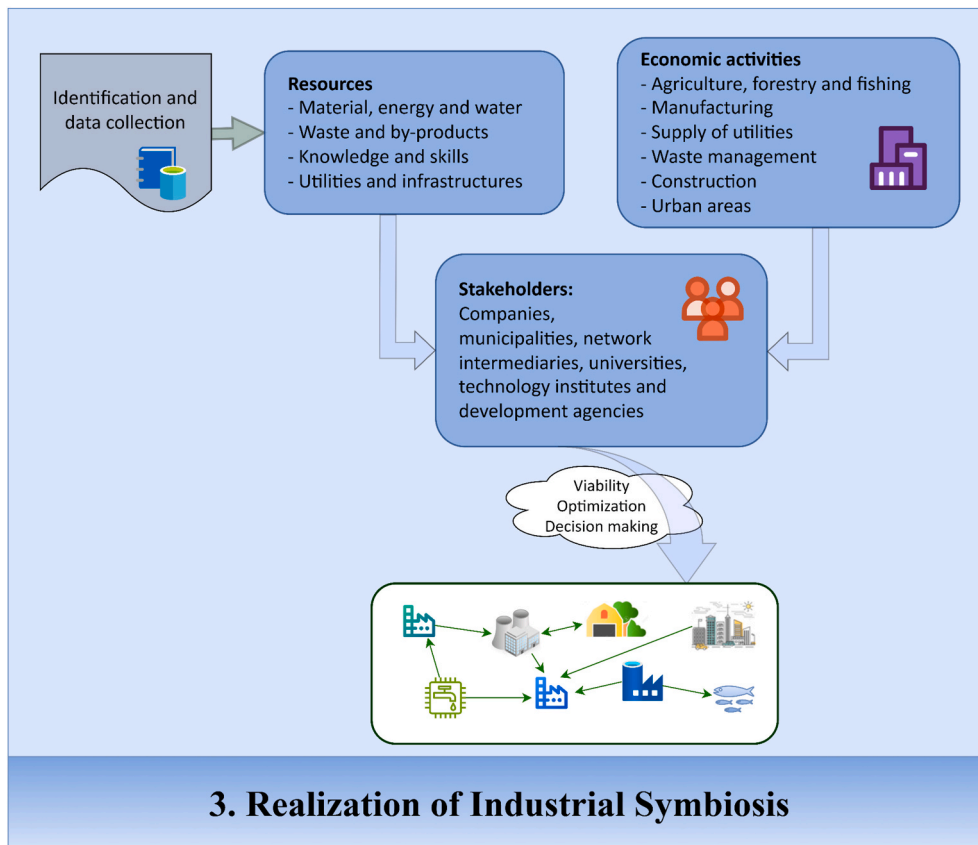 Identification and
data collection
Resources
- Material, energy and water
- Waste and by-products
- Knowledge and skills
- Utilities and infrastructures
Economic activities
- Agriculture, forestry and fishing
- Manufacturing
- Supply of utilities
- Waste management
- Construction
- Urban areas
Stakeholders:
Companies,
municipalities, network
intermediaries, universities,
technology institutes and
development agencies
Viability
Optimization
Decision making
3. Realization of Industrial Symbiosis